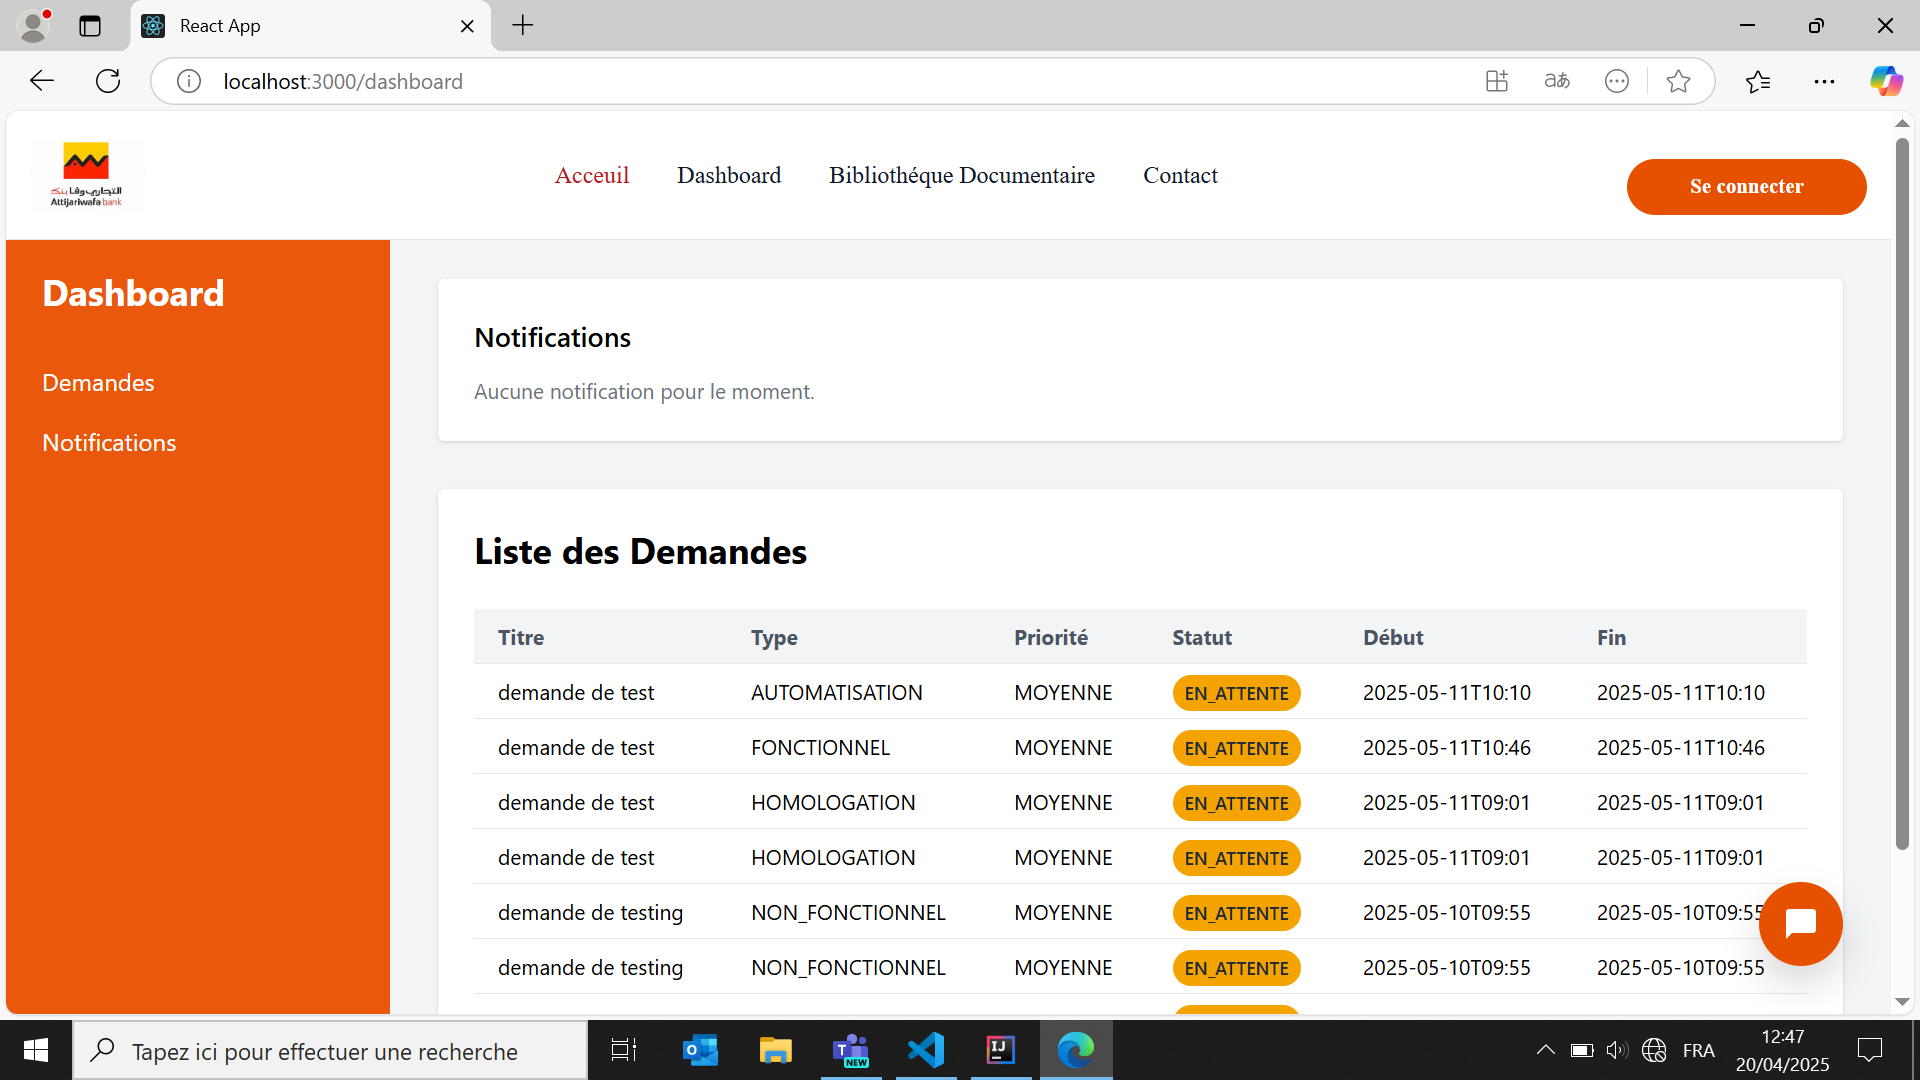 React App
localhost:3000/dashboard
التجاري وفا بنك
Attijariwafa bank
Acceuil Dashboard Bibliothéque Documentaire Contact
Se connecter
Dashboard
Demandes
Notifications
Notifications
Aucune notification pour le moment.
Liste des Demandes
Titre Type Priorité Statut Début Fin
demande de test AUTOMATISATION MOYENNE EN_ATTENTE 2025-05-11T10:10 2025-05-11T10:10
demande de test FONCTIONNEL MOYENNE EN_ATTENTE 2025-05-11T10:46 2025-05-11T10:46
demande de test HOMOLOGATION MOYENNE EN_ATTENTE 2025-05-11T09:01 2025-05-11T09:01
demande de test HOMOLOGATION MOYENNE EN_ATTENTE 2025-05-11T09:01 2025-05-11T09:01
demande de testing NON_FONCTIONNEL MOYENNE EN_ATTENTE 2025-05-10T09:55 2025-05-10T09:55
demande de testing NON_FONCTIONNEL MOYENNE EN_ATTENTE 2025-05-10T09:55 2025-05-10T09:55
Tapez ici pour effectuer une recherche
NEW
FRA
12:47
20/04/2025